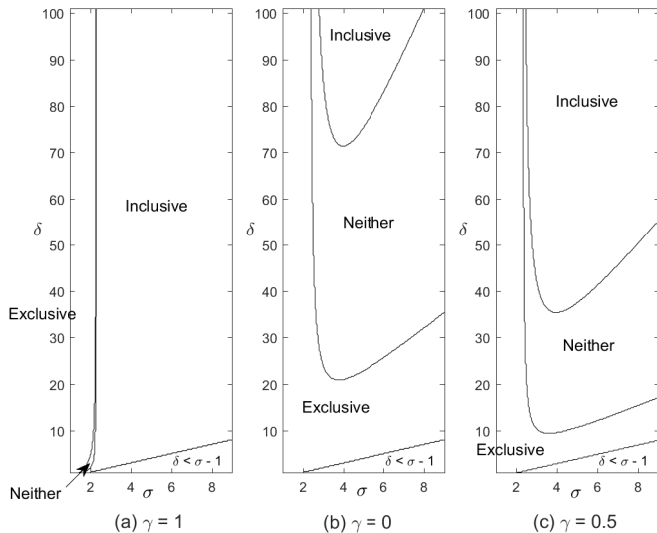 100
90
80
70
60
δ
50
40
30
20
10
Inclusive
Exclusive
Neither
δ < σ - 1
2 4 6 8
σ
(a) γ = 1
100
90
80
70
60
δ
50
40
30
20
10
Inclusive
Neither
Exclusive
δ < σ - 1
2 4 6 8
σ
(b) γ = 0
100
90
80
70
60
δ
50
40
30
20
10
Inclusive
Neither
Exclusive
δ < σ - 1
2 4 6 8
σ
(c) γ = 0.5